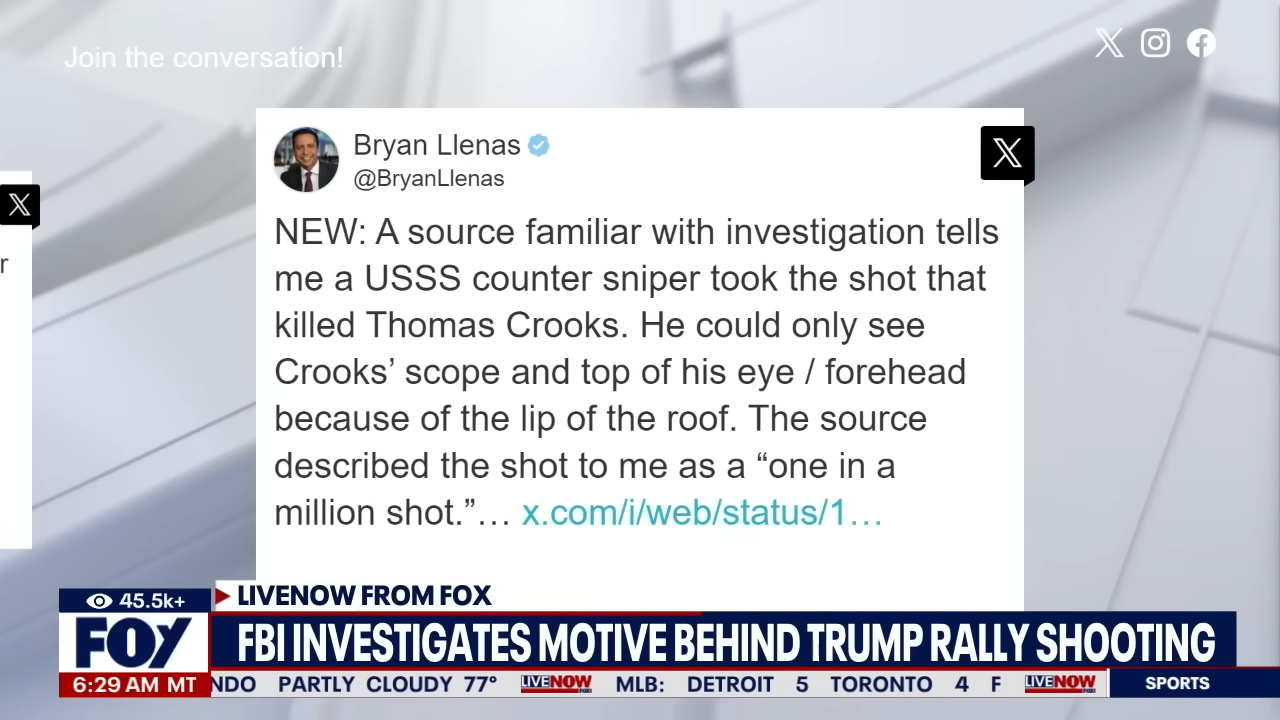 Join the conversation!
r
Bryan Llenas
@BryanLlenas
NEW: A source familiar with investigation tells
me a USSS counter sniper took the shot that
killed Thomas Crooks. He could only see
Crooks’ scope and top of his eye / forehead
because of the lip of the roof. The source
described the shot to me as a “one in a
million shot.”… x.com/i/web/status/1…
45.5k+
LIVENOW FROM FOX
FOX
FBI INVESTIGATES MOTIVE BEHIND TRUMP RALLY SHOOTING
6:29 AM MT NDO PARTLY CLOUDY 77° LIVENOW MLB: DETROIT 5 TORONTO 4 F LIVENOW SPORTS